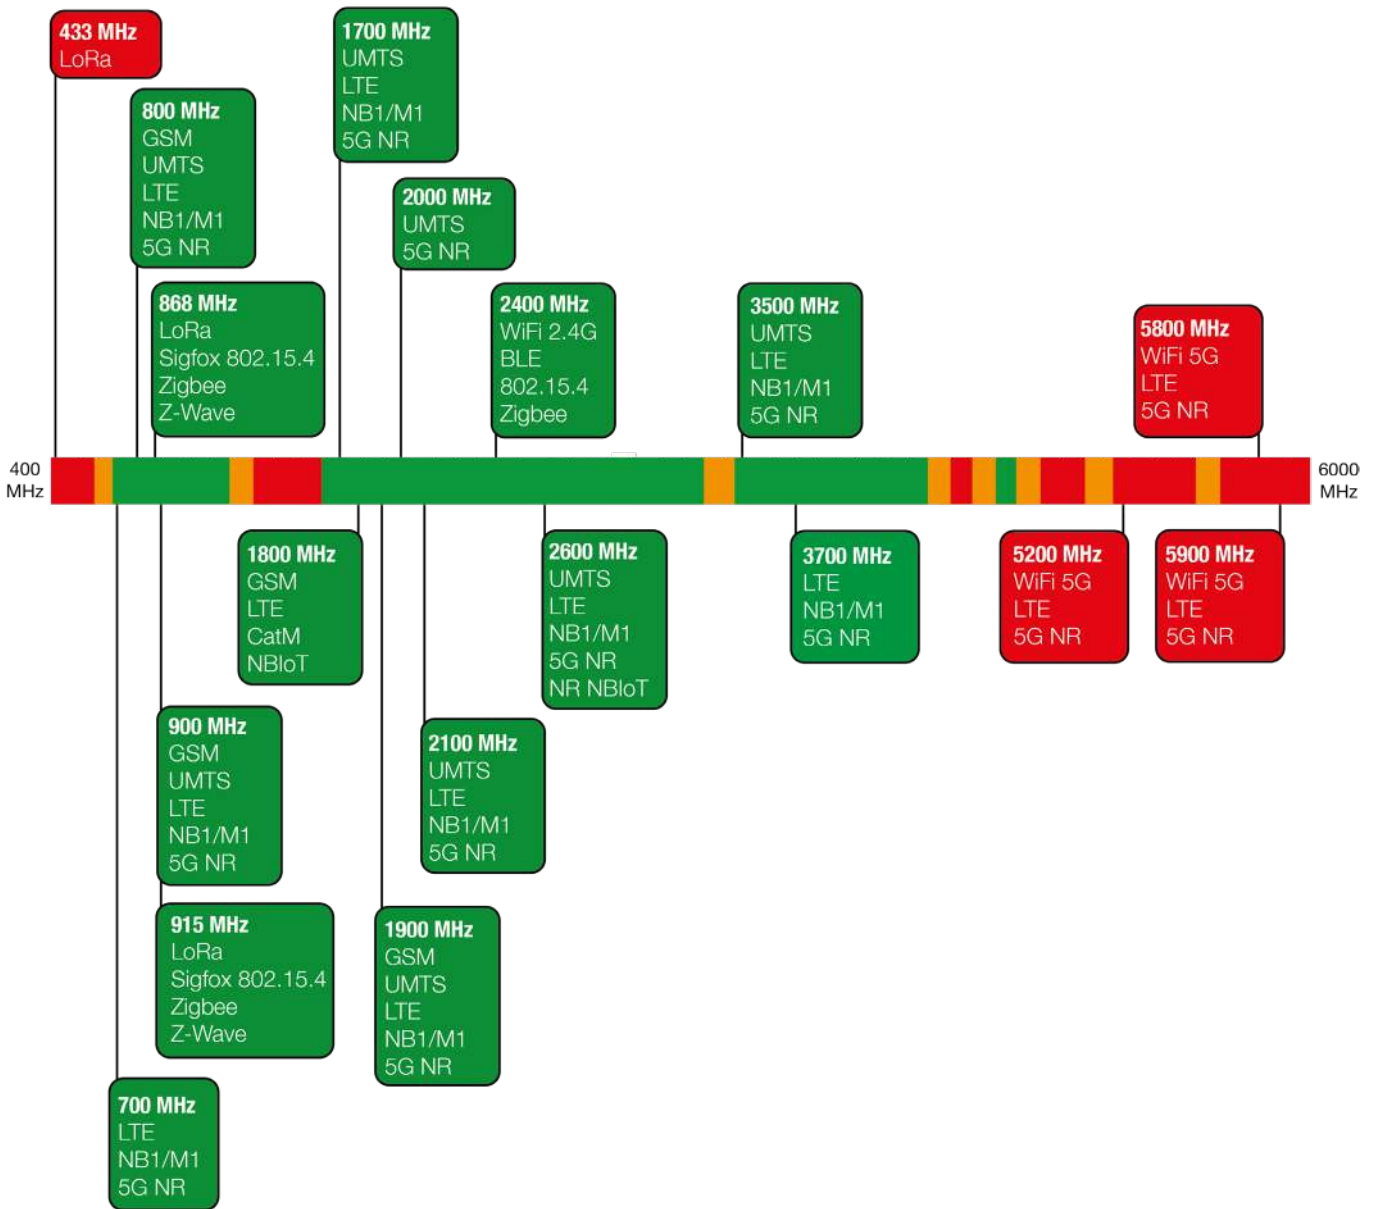 433 MHz
LoRa
1700 MHz
UMTS
LTE
NB1/M1
5G NR
800 MHz
GSM
UMTS
LTE
NB1/M1
5G NR
2000 MHz
UMTS
5G NR
868 MHz
LoRa
Sigfox 802.15.4
Zigbee
Z-Wave
2400 MHz
WiFi 2.4G
BLE
802.15.4
Zigbee
3500 MHz
UMTS
LTE
NB1/M1
5G NR
5800 MHz
WiFi 5G
LTE
5G NR
400
MHz
6000
MHz
1800 MHz
GSM
LTE
CatM
NBIoT
2600 MHz
UMTS
LTE
NB1/M1
5G NR
NR NBIoT
3700 MHz
LTE
NB1/M1
5G NR
5200 MHz
WiFi 5G
LTE
5G NR
5900 MHz
WiFi 5G
LTE
5G NR
900 MHz
GSM
UMTS
LTE
NB1/M1
5G NR
2100 MHz
UMTS
LTE
NB1/M1
5G NR
915 MHz
LoRa
Sigfox 802.15.4
Zigbee
Z-Wave
1900 MHz
GSM
UMTS
LTE
NB1/M1
5G NR
700 MHz
LTE
NB1/M1
5G NR